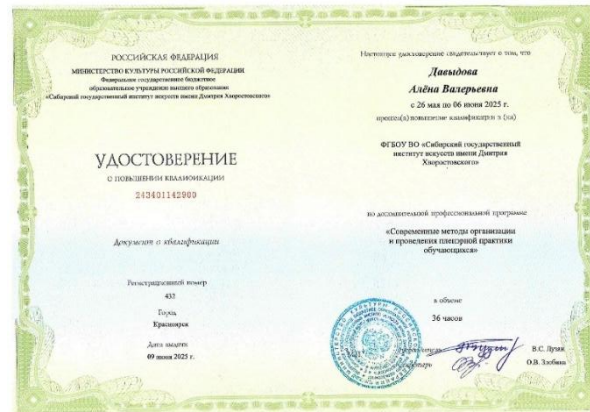 РОССИЙСКАЯ ФЕДЕРАЦИЯ
МИНИСТЕРСТВО КУЛЬТУРЫ РОССИЙСКОЙ ФЕДЕРАЦИИ
Федеральное государственное бюджетное
образовательное учреждение высшего образования
«Сибирский государственный институт искусств имени Дмитрия Хворостовского»
УДОСТОВЕРЕНИЕ
О ПОВЫШЕНИИ КВАЛИФИКАЦИИ
243401142900
Документ о квалификации
Регистрационный номер
433
Город
Красноярск
Дата выдачи
09 июня 2025 г.
Настоящее удостоверение свидетельствует о том, что
Давыдова
Алёна Валерьевна
с 26 мая по 06 июня 2025 г.
прошел(а) повышение квалификации в (на)
ФГБОУ ВО «Сибирский государственный
институт искусств имени Дмитрия
Хворостовского»
по дополнительной профессиональной программе
«Современные методы организации
и проведения пленэрной практики
обучающихся»
в объеме
36 часов
М.П.
Руководитель В.С. Лузан
Секретарь О.В. Злобина